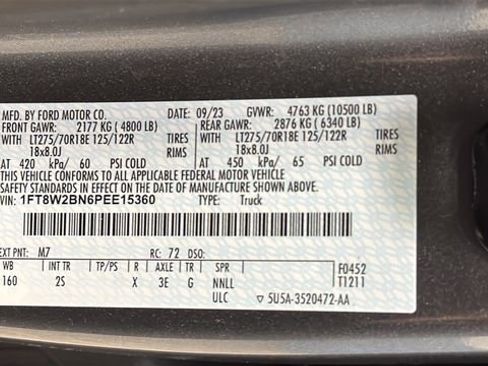 MFD. BY FORD MOTOR CO. DATE: 09/23 GVWR: 4763 KG (10500 LB)
FRONT GAWR: 2177 KG (4800 LB) REAR GAWR: 2876 KG (6340 LB)
WITH LT275/70R18E 125/122R TIRES WITH LT275/70R18E 125/122R TIRES
18x8.0J RIMS 18x8.0J RIMS
AT 420 kPa/ 60 PSI COLD AT 450 kPa/ 65 PSI COLD
THIS VEHICLE CONFORMS TO ALL APPLICABLE FEDERAL MOTOR VEHICLE
SAFETY STANDARDS IN EFFECT ON THE DATE OF MANUFACTURE SHOWN ABOVE.
VIN: 1FT8W2BN6PEE15360 TYPE: Truck
EXT PNT: M7 RC: 72 DSO:
WB INT TR TP/PS R AXLE TR SPR F0452
160 2S X 3E G NNLL T1211
ULC 5U5A-3520472-AA